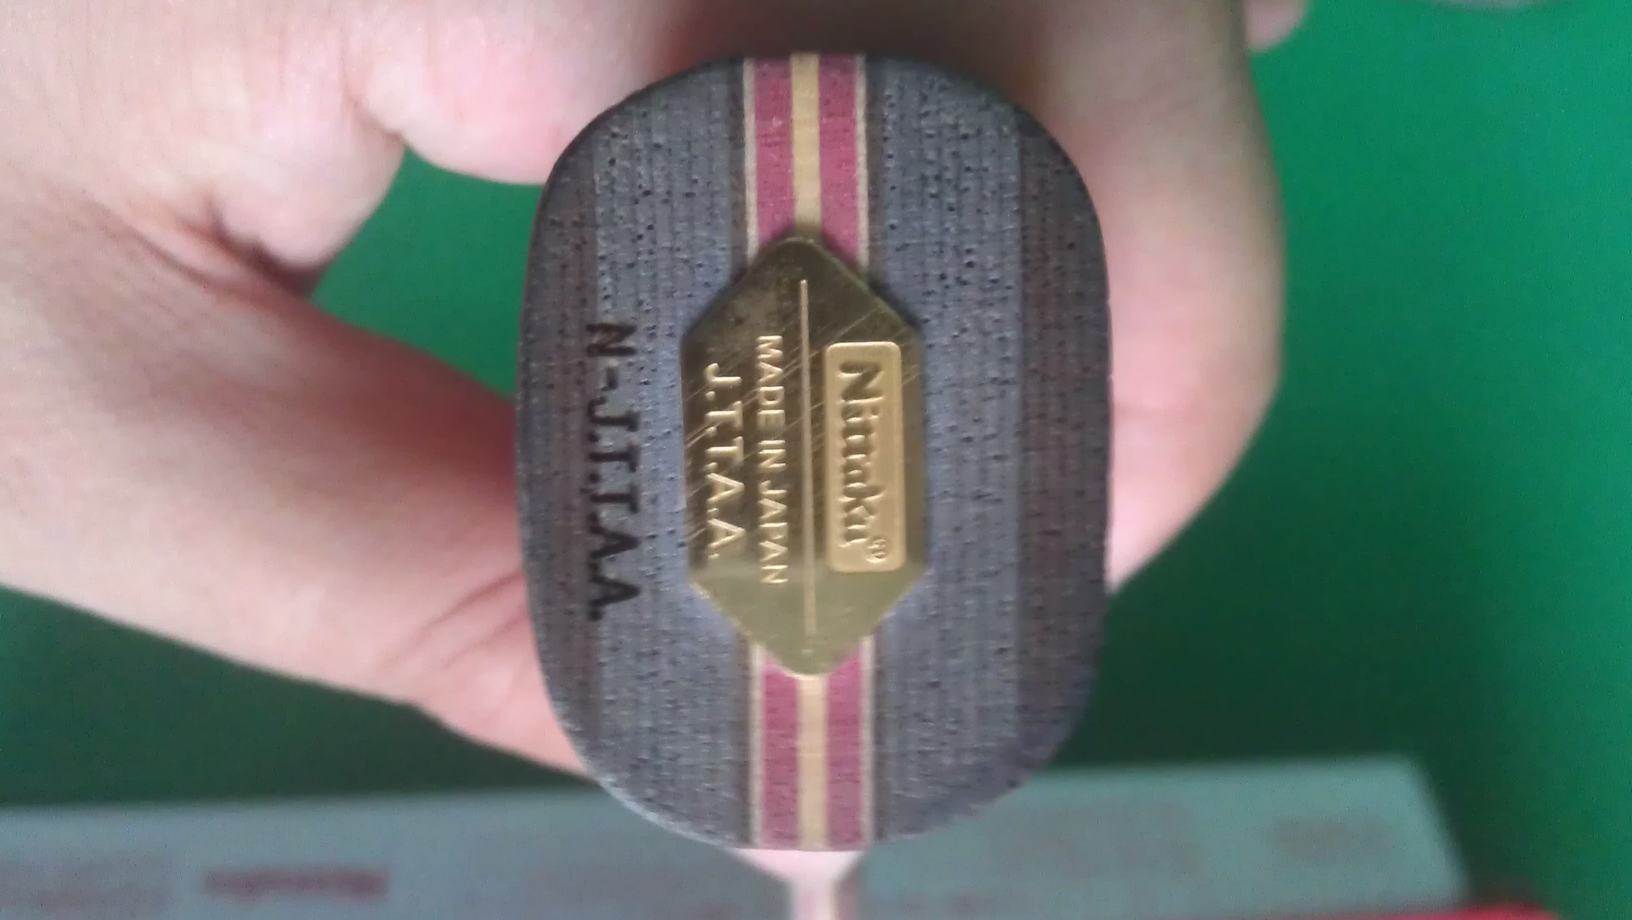 Nittaku®
MADE IN JAPAN
J.T.T.A.A.
N-J.T.T.A.A.